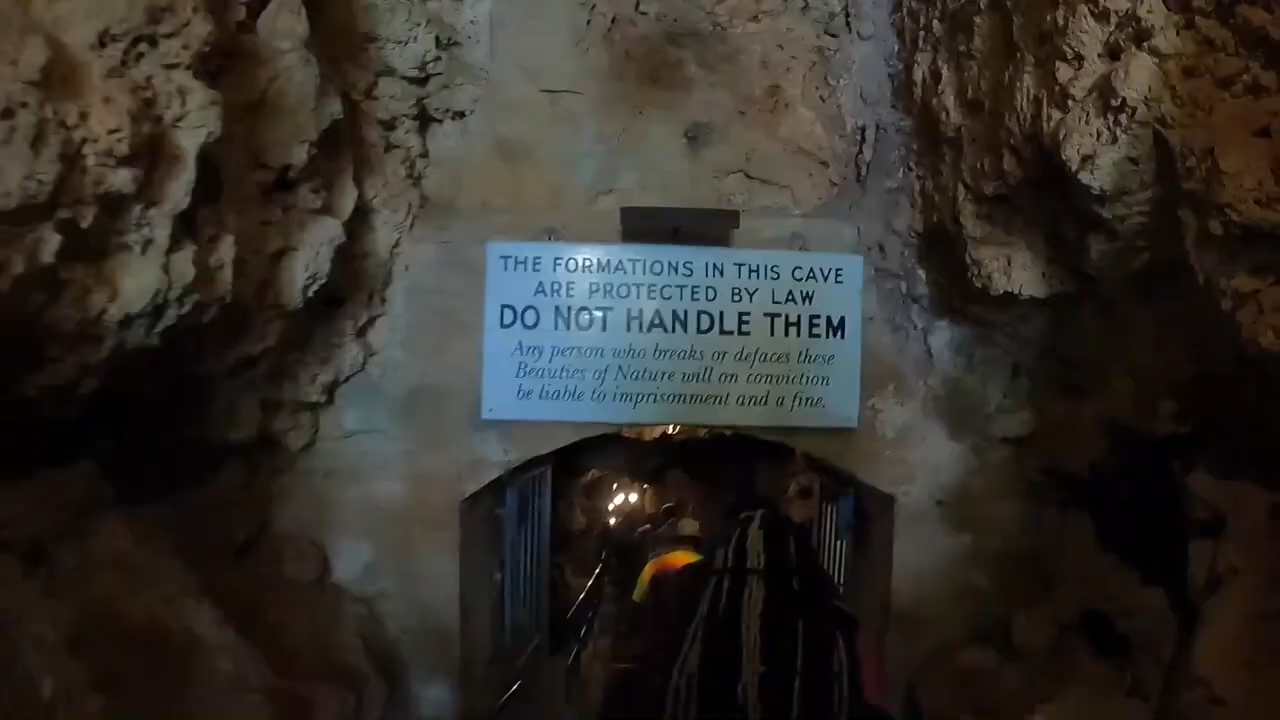 THE FORMATIONS IN THIS CAVE
ARE PROTECTED BY LAW
DO NOT HANDLE THEM
Any person who breaks or defaces these
Beauties of Nature will on conviction
be liable to imprisonment and a fine.